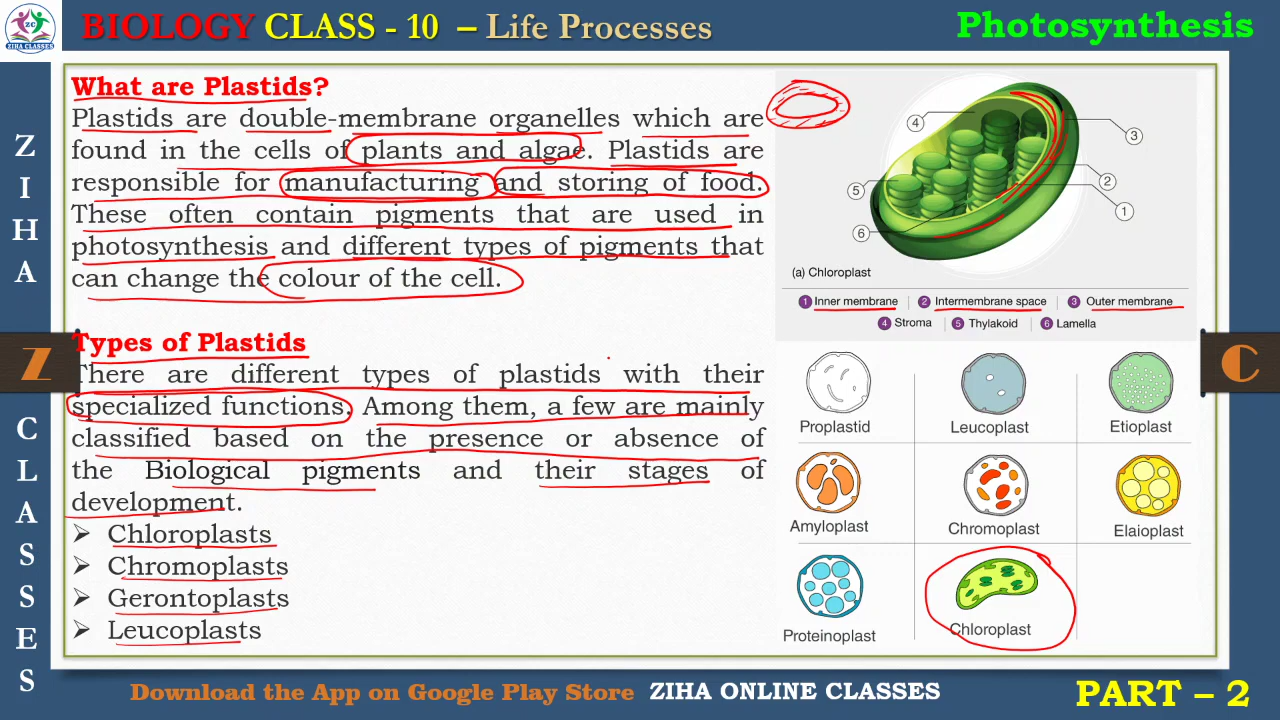 ZC
ZIHA CLASSES
BIOLOGY CLASS - 10 – Life Processes
Photosynthesis
What are Plastids?
Plastids are double-membrane organelles which are
found in the cells of plants and algae. Plastids are
responsible for manufacturing and storing of food.
These often contain pigments that are used in
photosynthesis and different types of pigments that
can change the colour of the cell.
Types of Plastids
There are different types of plastids with their
specialized functions. Among them, a few are mainly
classified based on the presence or absence of
the Biological pigments and their stages of
development.
➢ Chloroplasts
➢ Chromoplasts
➢ Gerontoplasts
➢ Leucoplasts
4
3
5
2
1
6
(a) Chloroplast
1 Inner membrane | 2 Intermembrane space | 3 Outer membrane
4 Stroma | 5 Thylakoid | 6 Lamella
Proplastid
Leucoplast
Etioplast
Amyloplast
Chromoplast
Elaioplast
Proteinoplast
Chloroplast
ZIHA
Z
CLASSES
C
Download the App on Google Play Store ZIHA ONLINE CLASSES
PART – 2